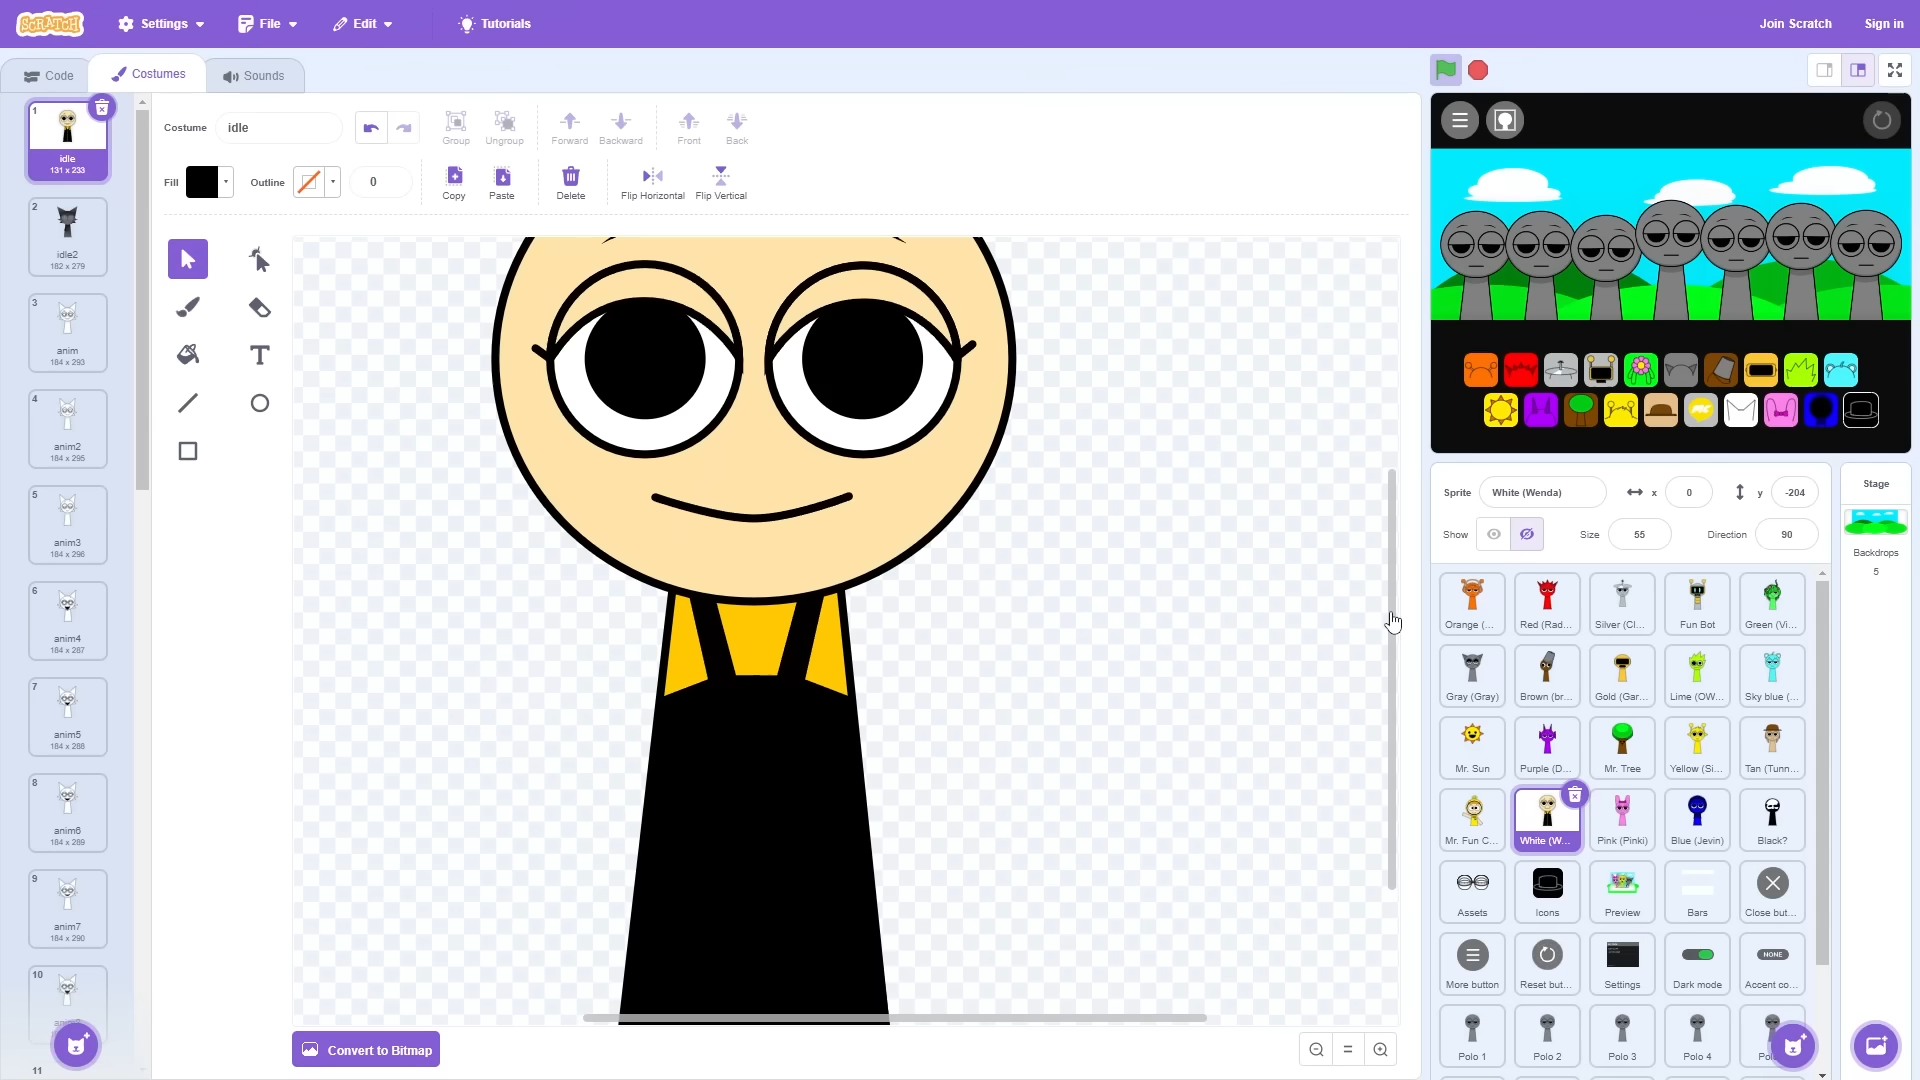 SCRATCH
Settings
File
Edit
Tutorials
Join Scratch
Sign in
Code
Costumes
Sounds
Costume
idle
Group
Ungroup
Forward
Backward
Front
Back
Fill
Outline
0
Copy
Paste
Delete
Flip Horizontal
Flip Vertical
1
idle
131 x 233
2
idle2
182 x 279
3
anim
184 x 293
4
anim2
184 x 295
5
anim3
184 x 296
6
anim4
184 x 287
7
anim5
184 x 288
8
anim6
184 x 289
9
anim7
184 x 290
10
11
Convert to Bitmap
Sprite
White (Wenda)
x
0
y
-204
Show
Size
55
Direction
90
Stage
Backdrops
5
Orange (...
Red (Rad...
Silver (Cl...
Fun Bot
Green (Vi...
Gray (Gray)
Brown (br...
Gold (Gar...
Lime (OW...
Sky blue (...
Mr. Sun
Purple (D...
Mr. Tree
Yellow (Si...
Tan (Tunn...
Mr. Fun C...
White (W...
Pink (Pinki)
Blue (Jevin)
Black?
Assets
Icons
Preview
Bars
Close but...
More button
Reset but...
Settings
Dark mode
NONE
Accent co...
Polo 1
Polo 2
Polo 3
Polo 4